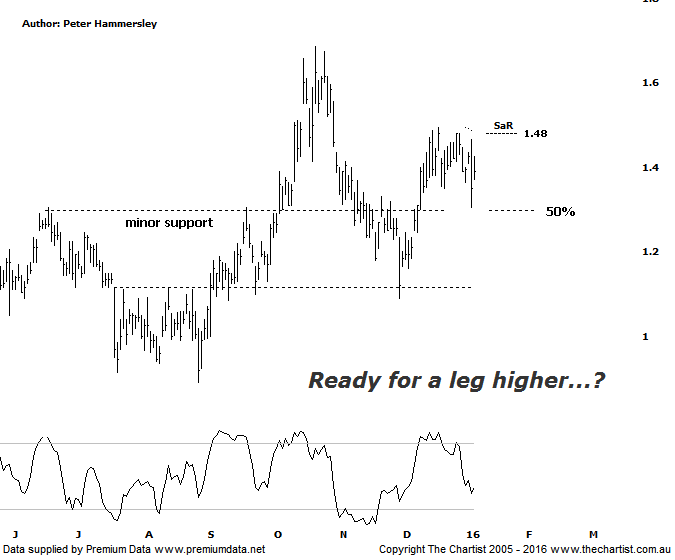 1.8
Author: Peter Hammersley
1.6
SaR 1.48
1.4
50%
minor support
1.2
1
Ready for a leg higher...?
J J A S O N D 16 F M
Data supplied by Premium Data www.premiumdata.net
Copyright The Chartist 2005 - 2016 www.thechartist.com.au